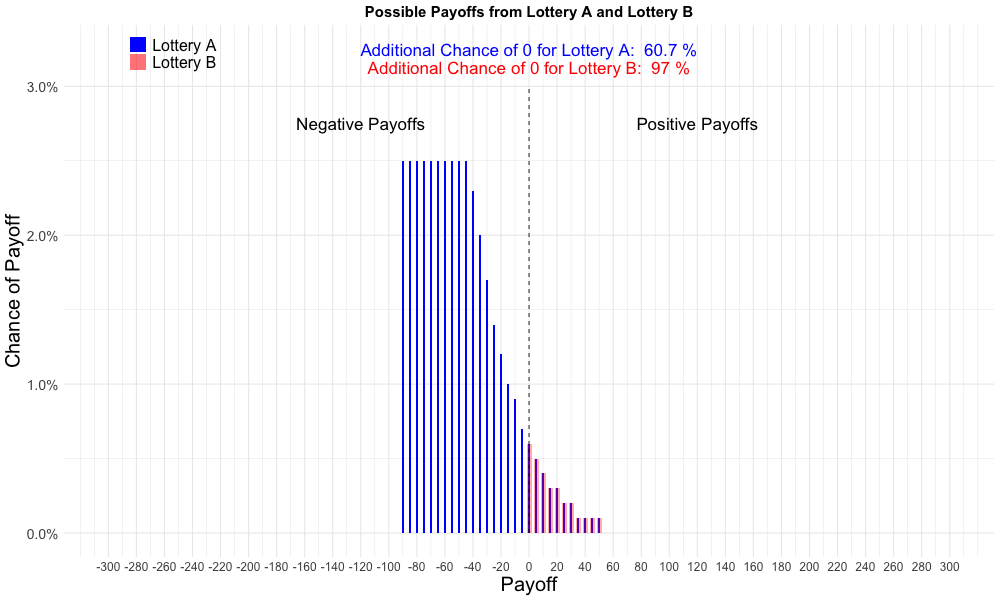 Possible Payoffs from Lottery A and Lottery B
Lottery A
Lottery B
Additional Chance of 0 for Lottery A:  60.7 %
Additional Chance of 0 for Lottery B:  97 %
Negative Payoffs
Positive Payoffs
Chance of Payoff
3.0%
2.0%
1.0%
0.0%
-300 -280 -260 -240 -220 -200 -180 -160 -140 -120 -100 -80 -60 -40 -20 0 20 40 60 80 100 120 140 160 180 200 220 240 260 280 300
Payoff